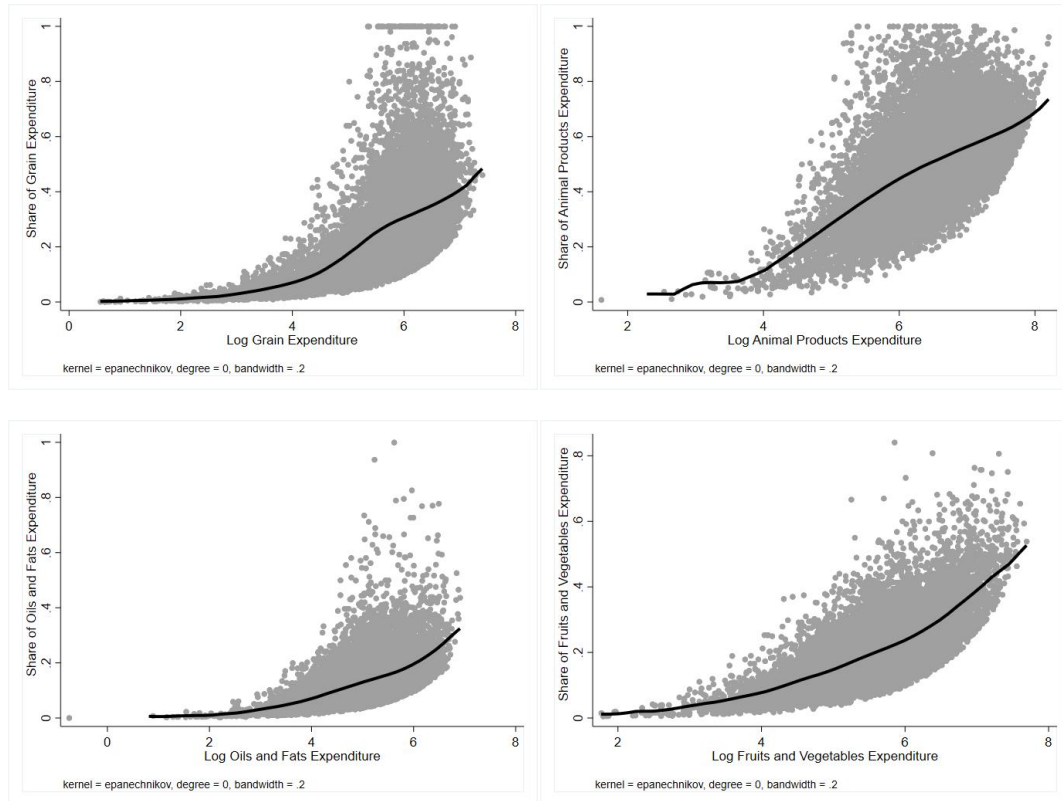 Share of Grain Expenditure
0 .2 .4 .6 .8 1
0 2 4 6 8
Log Grain Expenditure
kernel = epanechnikov, degree = 0, bandwidth = .2
Share of Animal Products Expenditure
0 .2 .4 .6 .8 1
2 4 6 8
Log Animal Products Expenditure
kernel = epanechnikov, degree = 0, bandwidth = .2
Share of Oils and Fats Expenditure
0 .2 .4 .6 .8 1
0 2 4 6 8
Log Oils and Fats Expenditure
kernel = epanechnikov, degree = 0, bandwidth = .2
Share of Fruits and Vegetables Expenditure
0 .2 .4 .6 .8
2 4 6 8
Log Fruits and Vegetables Expenditure
kernel = epanechnikov, degree = 0, bandwidth = .2